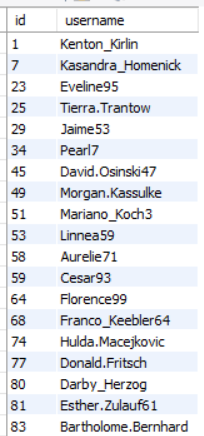 id username
1 Kenton_Kirlin
7 Kasandra_Homenick
23 Eveline95
25 Tierra.Trantow
29 Jaime53
34 Pearl7
45 David.Osinski47
49 Morgan.Kassulke
51 Mariano_Koch3
53 Linnea59
58 Aurelie71
59 Cesar93
64 Florence99
68 Franco_Keebler64
74 Hulda.Macejkovic
77 Donald.Fritsch
80 Darby_Herzog
81 Esther.Zulauf61
83 Bartholome.Bernhard